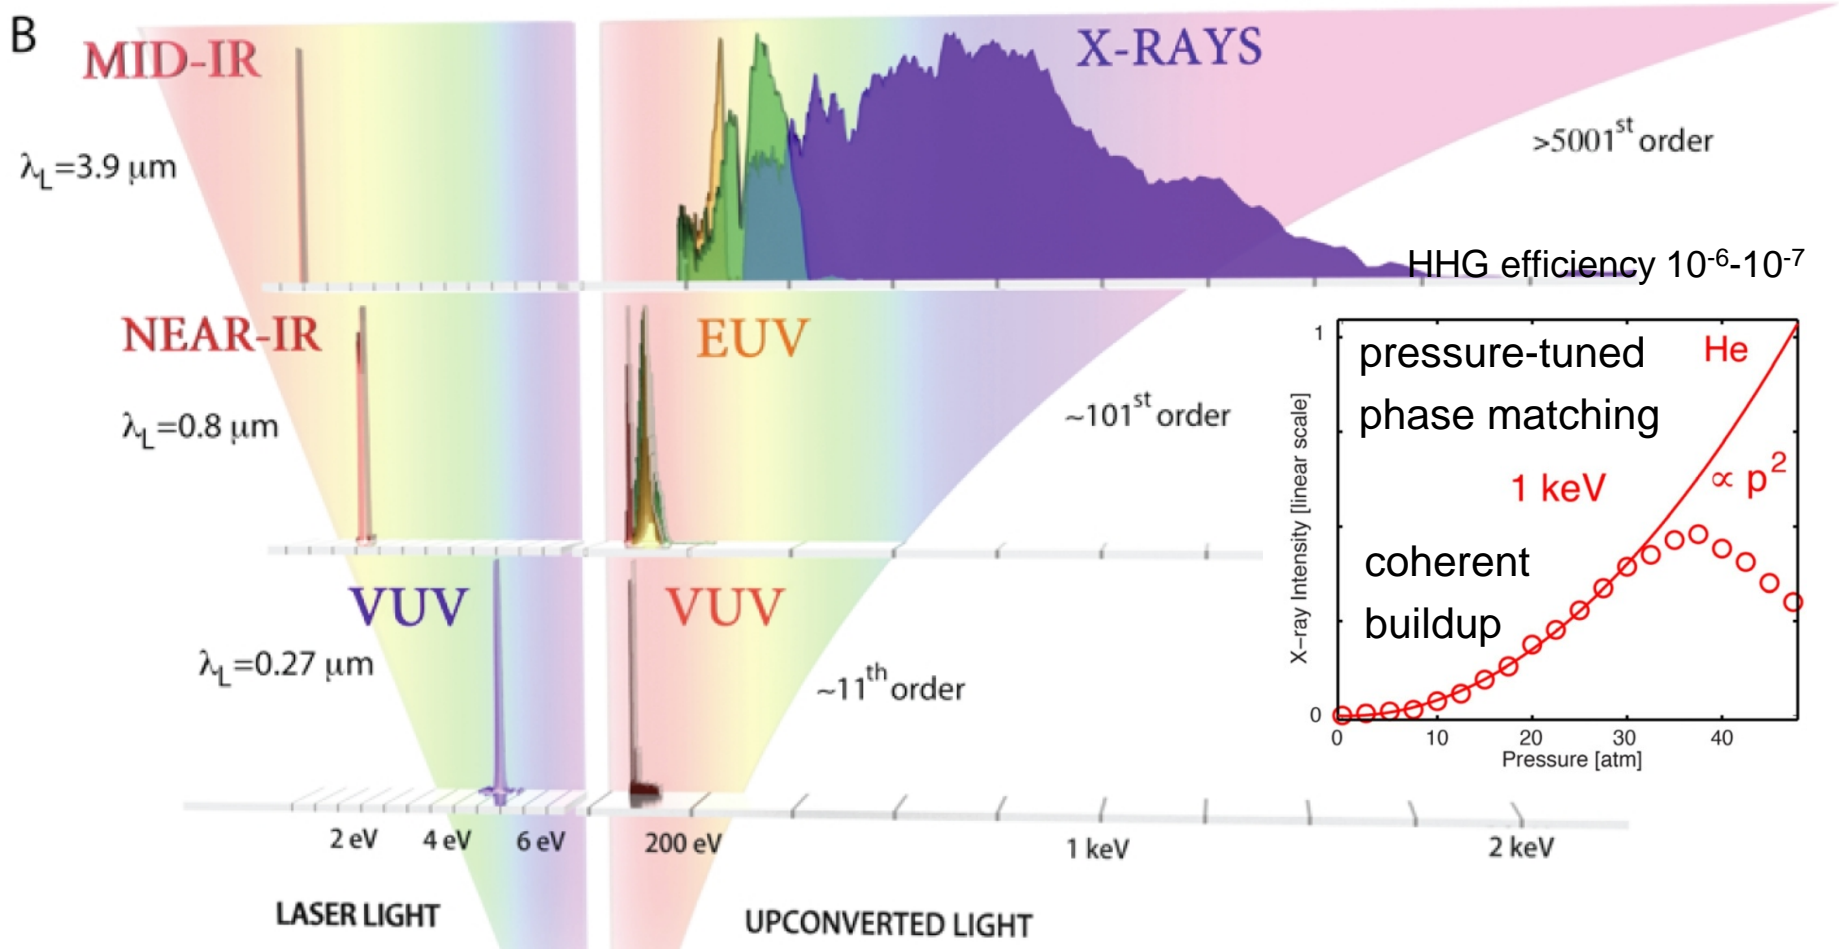 B
MID-IR
X-RAYS
λL=3.9 μm
>5001st order
HHG efficiency 10-6-10-7
NEAR-IR
EUV
λL=0.8 μm
~101st order
VUV
VUV
λL=0.27 μm
~11th order
2 eV 4 eV 6 eV 200 eV 1 keV 2 keV
LASER LIGHT
UPCONVERTED LIGHT
X-ray Intensity [linear scale]
1
0
pressure-tuned
phase matching
He
1 keV
∝ p2
coherent
buildup
0 10 20 30 40
Pressure [atm]